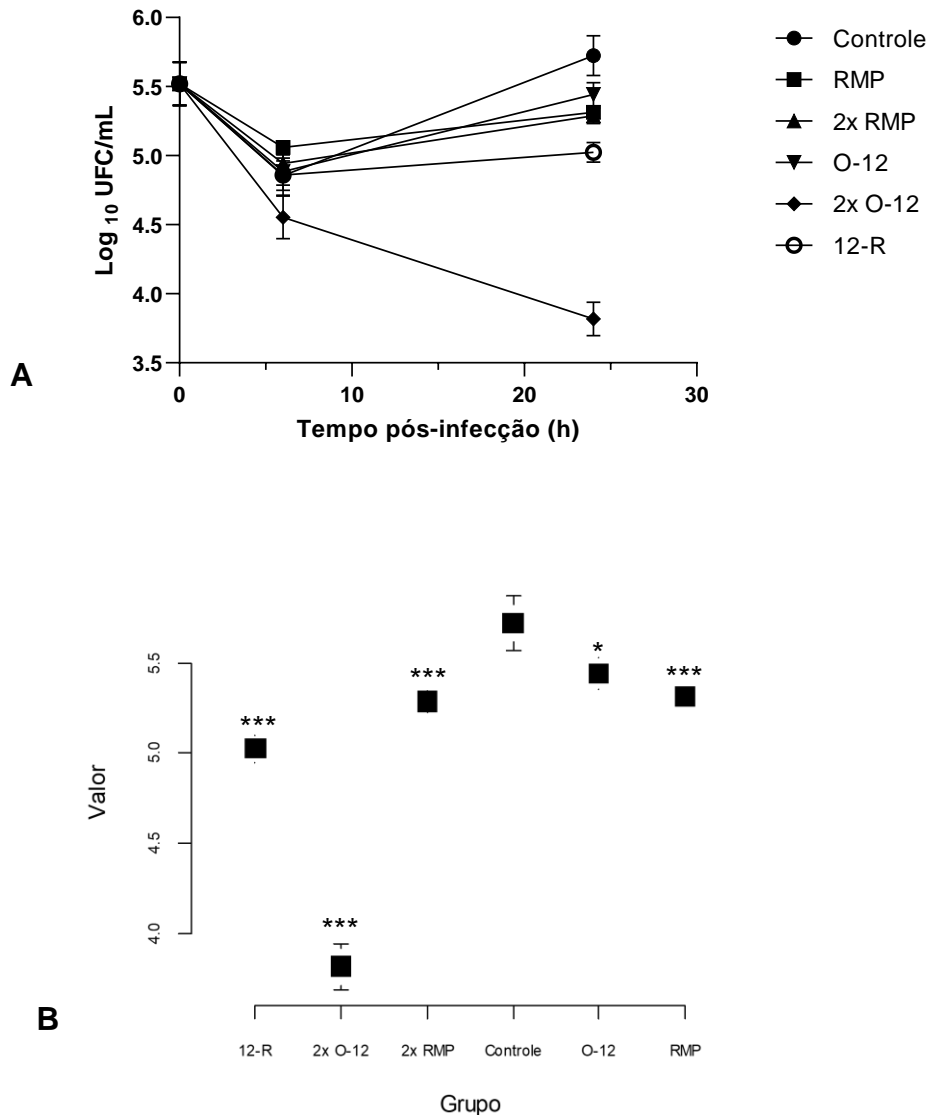 6.0
5.5
5.0
4.5
4.0
3.5
Log 10 UFC/mL
0
10
20
30
Tempo pós-infecção (h)
Controle
RMP
2x RMP
O-12
2x O-12
12-R
A
***
***
***
*
***
5.5
5.0
4.5
4.0
Valor
12-R
2x O-12
2x RMP
Controle
O-12
RMP
Grupo
B